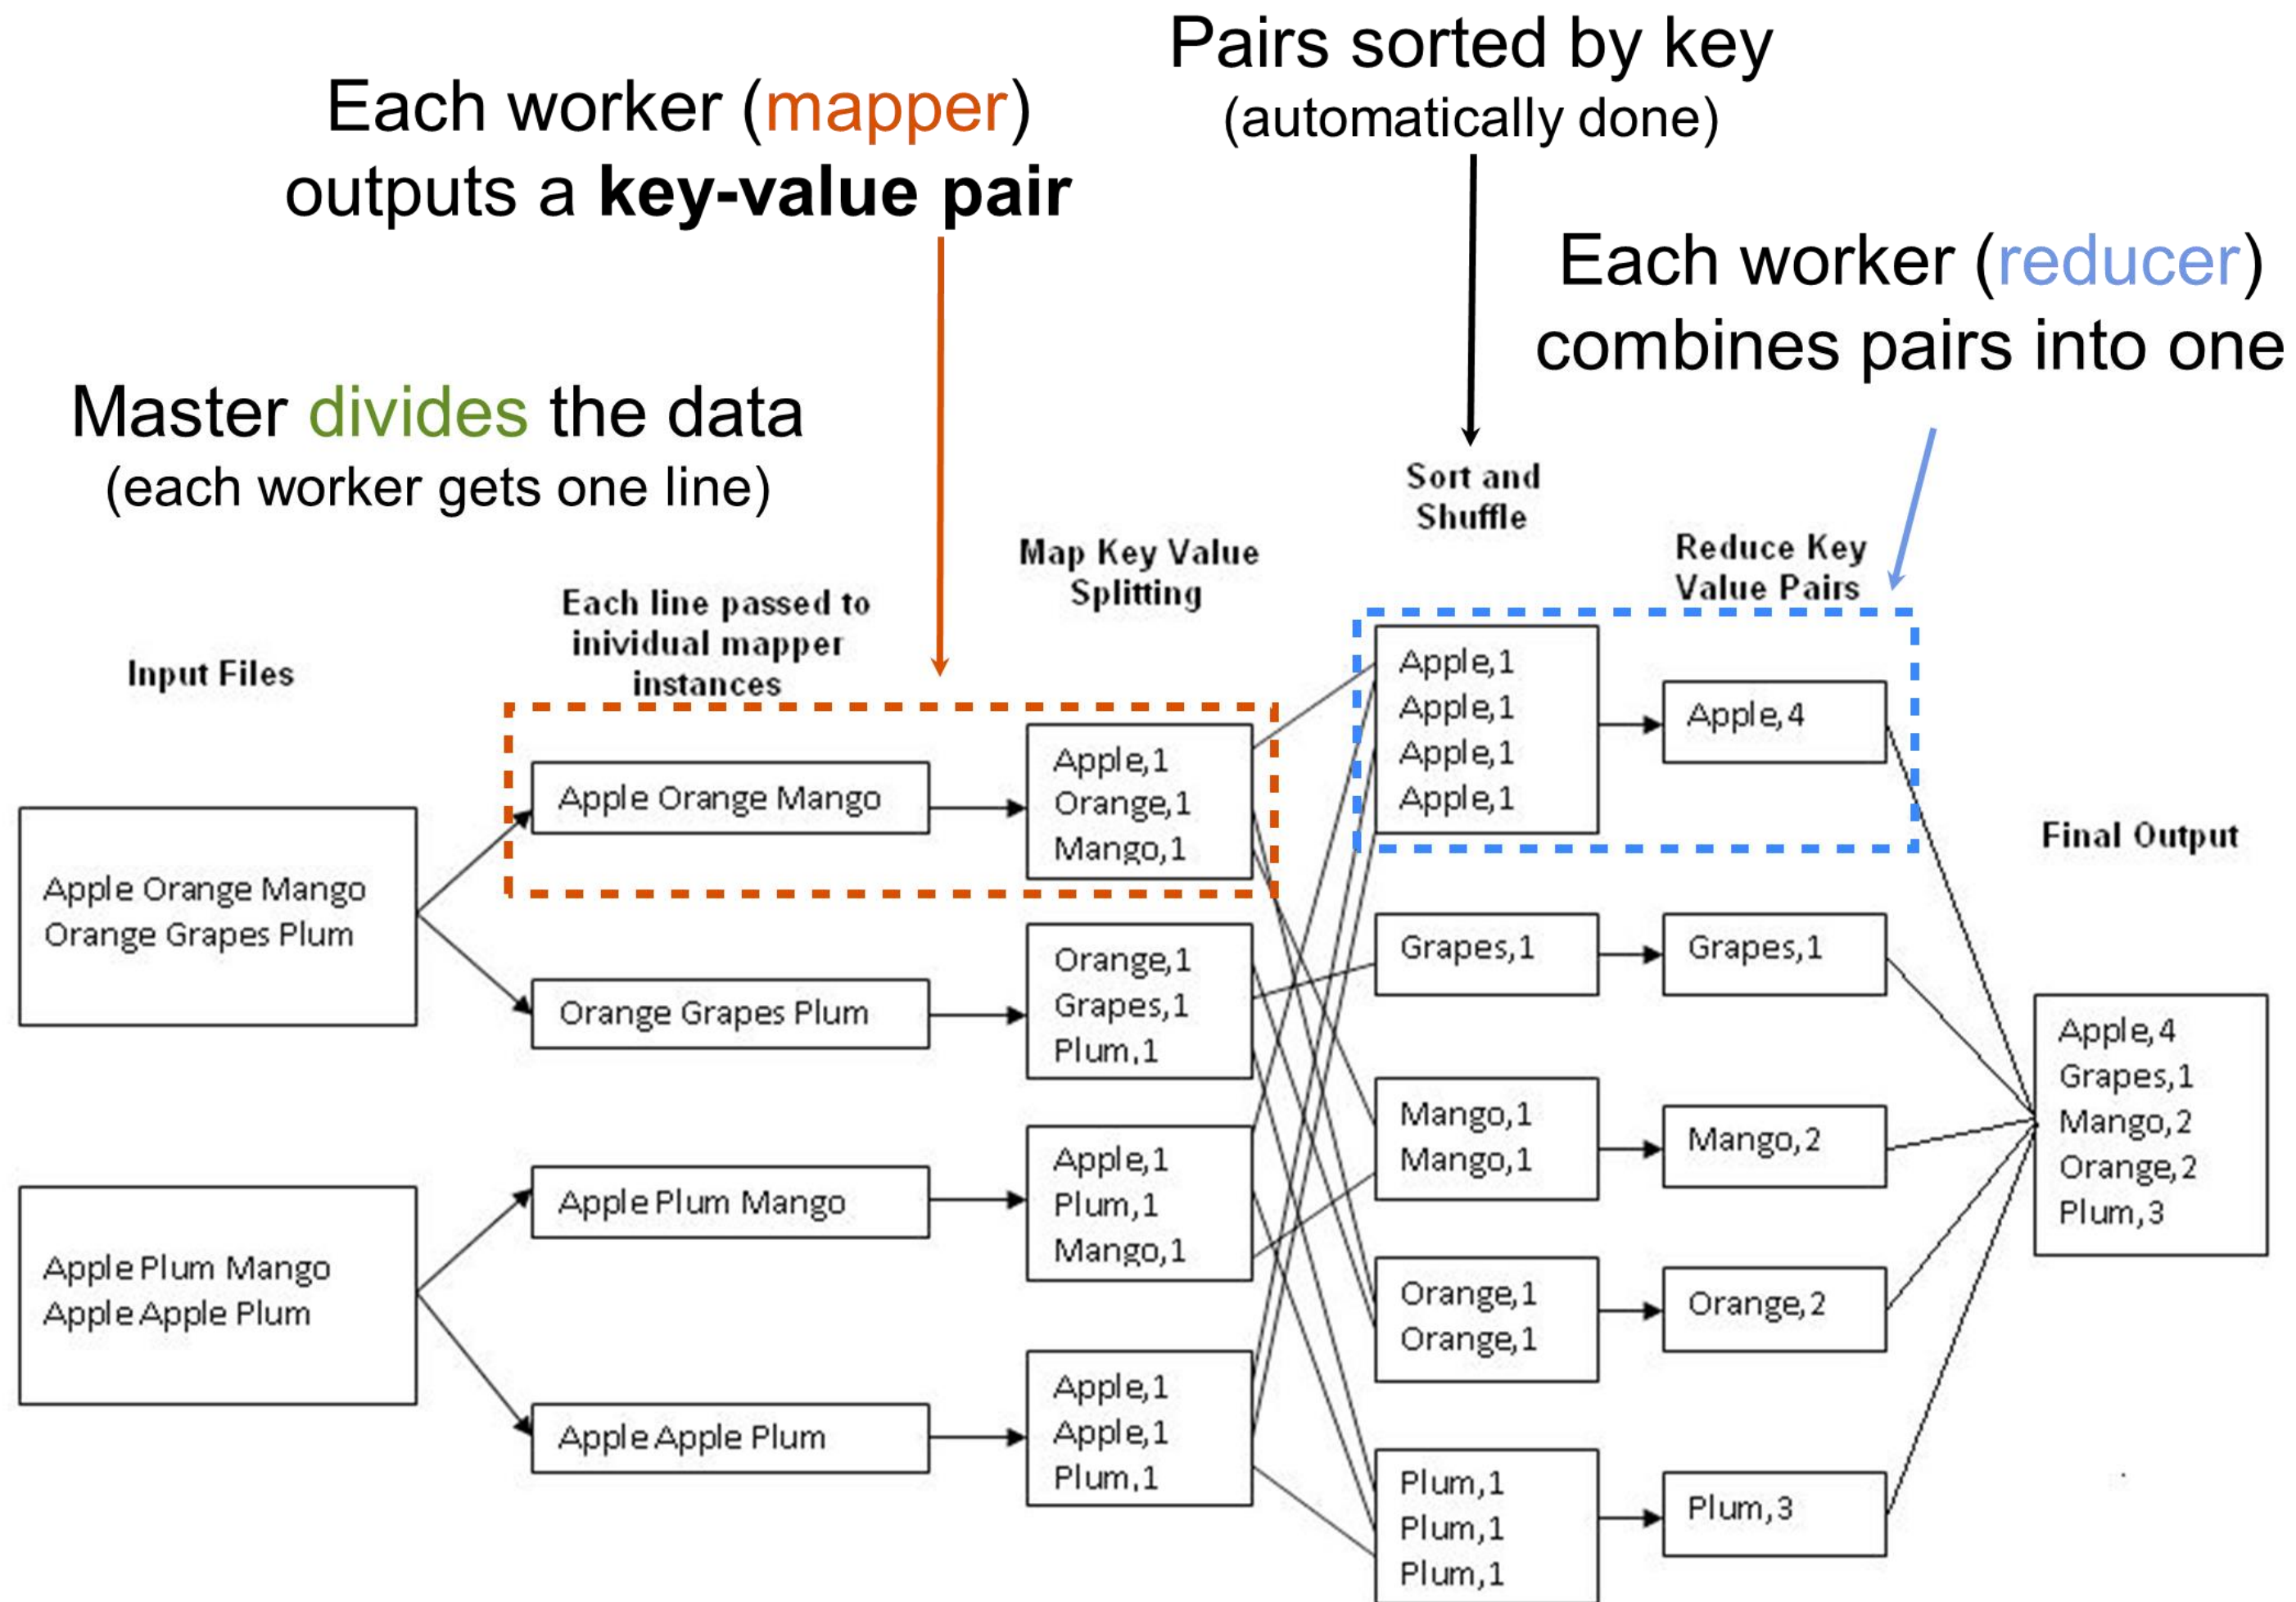 Pairs sorted by key
(automatically done)
Each worker (mapper)
outputs a key-value pair
Each worker (reducer)
combines pairs into one
Master divides the data
(each worker gets one line)
Input Files
Each line passed to
inividual mapper
instances
Map Key Value
Splitting
Sort and
Shuffle
Reduce Key
Value Pairs
Final Output
Apple Orange Mango
Orange Grapes Plum
Apple Plum Mango
Apple Apple Plum
Apple Orange Mango
Orange Grapes Plum
Apple Plum Mango
Apple Apple Plum
Apple,1
Orange,1
Mango,1
Orange,1
Grapes,1
Plum,1
Apple,1
Plum,1
Mango,1
Apple,1
Apple,1
Plum,1
Apple,1
Apple,1
Apple,1
Apple,1
Grapes,1
Mango,1
Mango,1
Orange,1
Orange,1
Plum,1
Plum,1
Plum,1
Apple,4
Grapes,1
Mango,2
Orange,2
Plum,3
Apple,4
Grapes,1
Mango,2
Orange,2
Plum,3